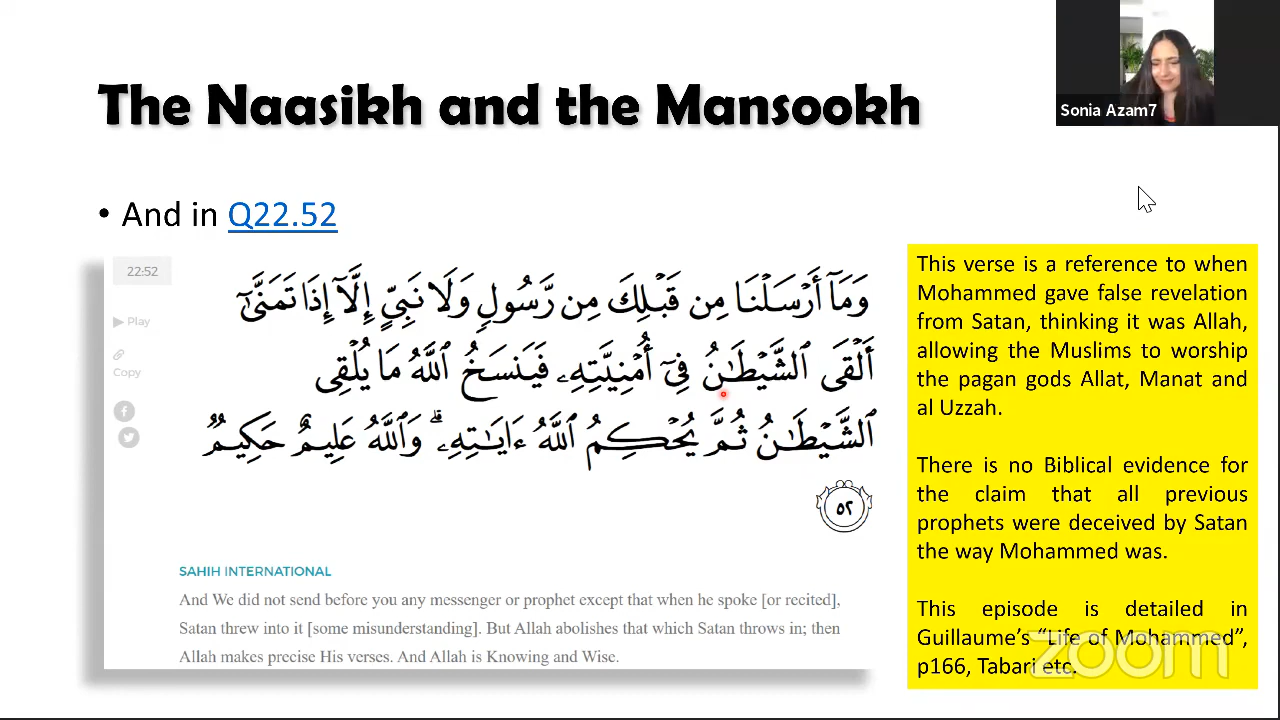 The Naasikh and the Mansookh
Sonia Azam7
• And in Q22.52
22:52
Play
Copy
وَمَآ أَرْسَلْنَا مِن قَبْلِكَ مِن رَّسُولٍ وَلَا نَبِىٍّ إِلَّآ إِذَا تَمَنَّىٰٓ
أَلْقَى ٱلشَّيْطَـٰنُ فِىٓ أُمْنِيَّتِهِۦ فَيَنسَخُ ٱللَّهُ مَا يُلْقِى
ٱلشَّيْطَـٰنُ ثُمَّ يُحْكِمُ ٱللَّهُ ءَايَـٰتِهِۦ ۗ وَٱللَّهُ عَلِيمٌ حَكِيمٌ
٥٢
SAHIH INTERNATIONAL
And We did not send before you any messenger or prophet except that when he spoke [or recited],
Satan threw into it [some misunderstanding]. But Allah abolishes that which Satan throws in; then
Allah makes precise His verses. And Allah is Knowing and Wise.
This verse is a reference to when
Mohammed gave false revelation
from Satan, thinking it was Allah,
allowing the Muslims to worship
the pagan gods Allat, Manat and
al Uzzah.
There is no Biblical evidence for
the claim that all previous
prophets were deceived by Satan
the way Mohammed was.
This episode is detailed in
Guillaume's “Life of Mohammed”,
p166, Tabari etc.
zoom